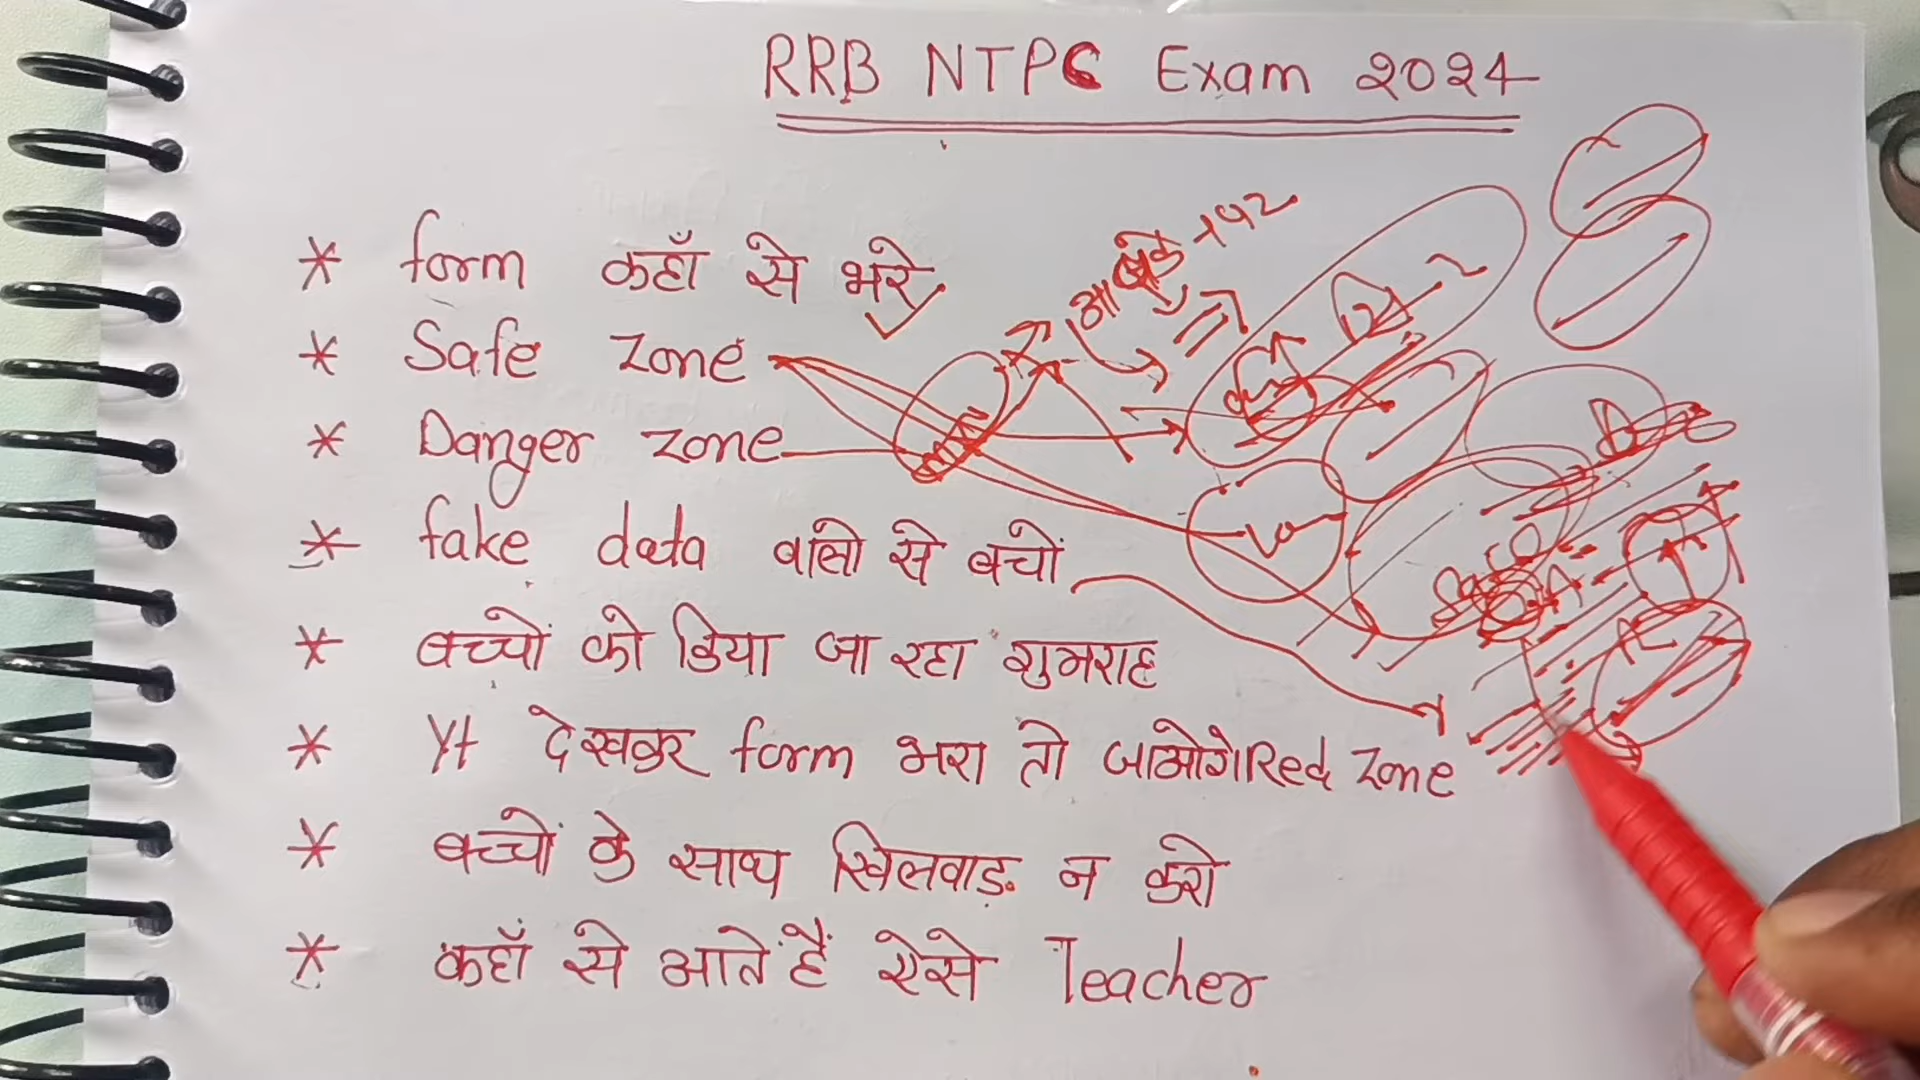 RRB NTPC Exam 2024
* form कहाँ से भरे
* Safe Zone
* Danger Zone
* fake data वालो से बचों
* बच्चों को किया जा रहा गुमराह
* Yt देखकर form भरा तो जाओगे Red Zone
* बच्चों के साथ खिलवाड़ न करो
* कहाँ से आते हैं ऐसे Teacher